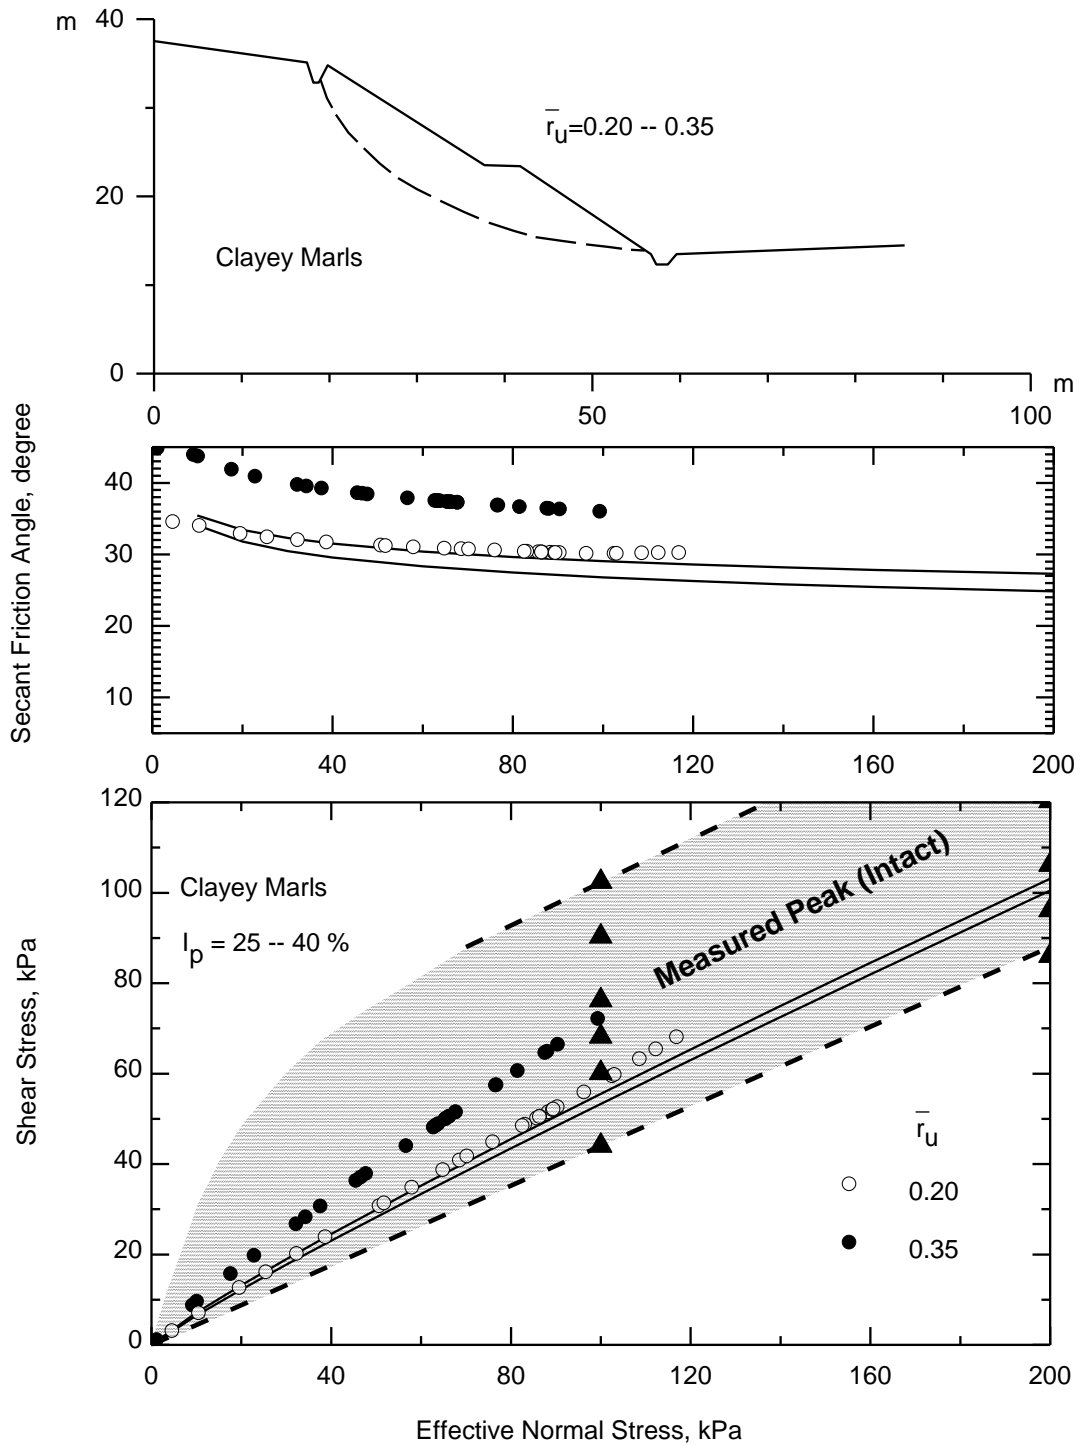 m 40
r̅u=0.20 -- 0.35
20
Clayey Marls
0
m
0 50 100
Secant Friction Angle, degree
40
30
20
10
0 40 80 120 160 200
Shear Stress, kPa
120
100
80
60
40
20
0
Measured Peak (Intact)
Clayey Marls
Ip = 25 -- 40 %
r̅u
0.20
0.35
0 40 80 120 160 200
Effective Normal Stress, kPa